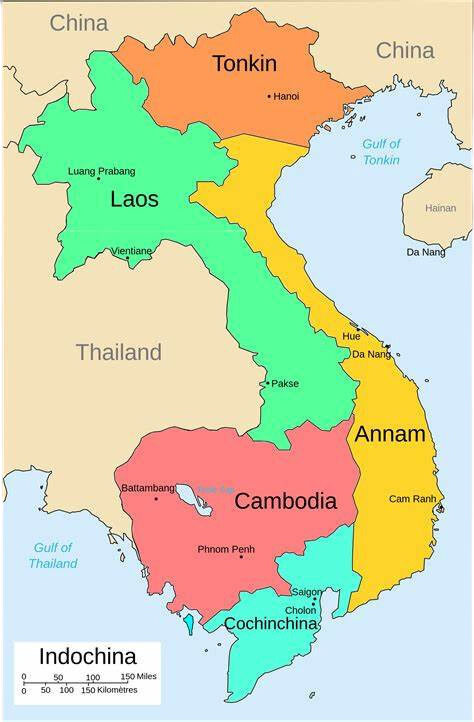 China
Tonkin
China
Hanoi
Gulf of
Tonkin
Luang Prabang
Laos
Hainan
Vientiane
Da Nang
Hue
Thailand
Da Nang
Pakse
Annam
Battambang
Cambodia
Cam Ranh
Phnom Penh
Gulf of
Thailand
Saigon
Cholon
Cochinchina
Indochina
0 50 100 150 Miles
0 50 100 150 Kilomètres